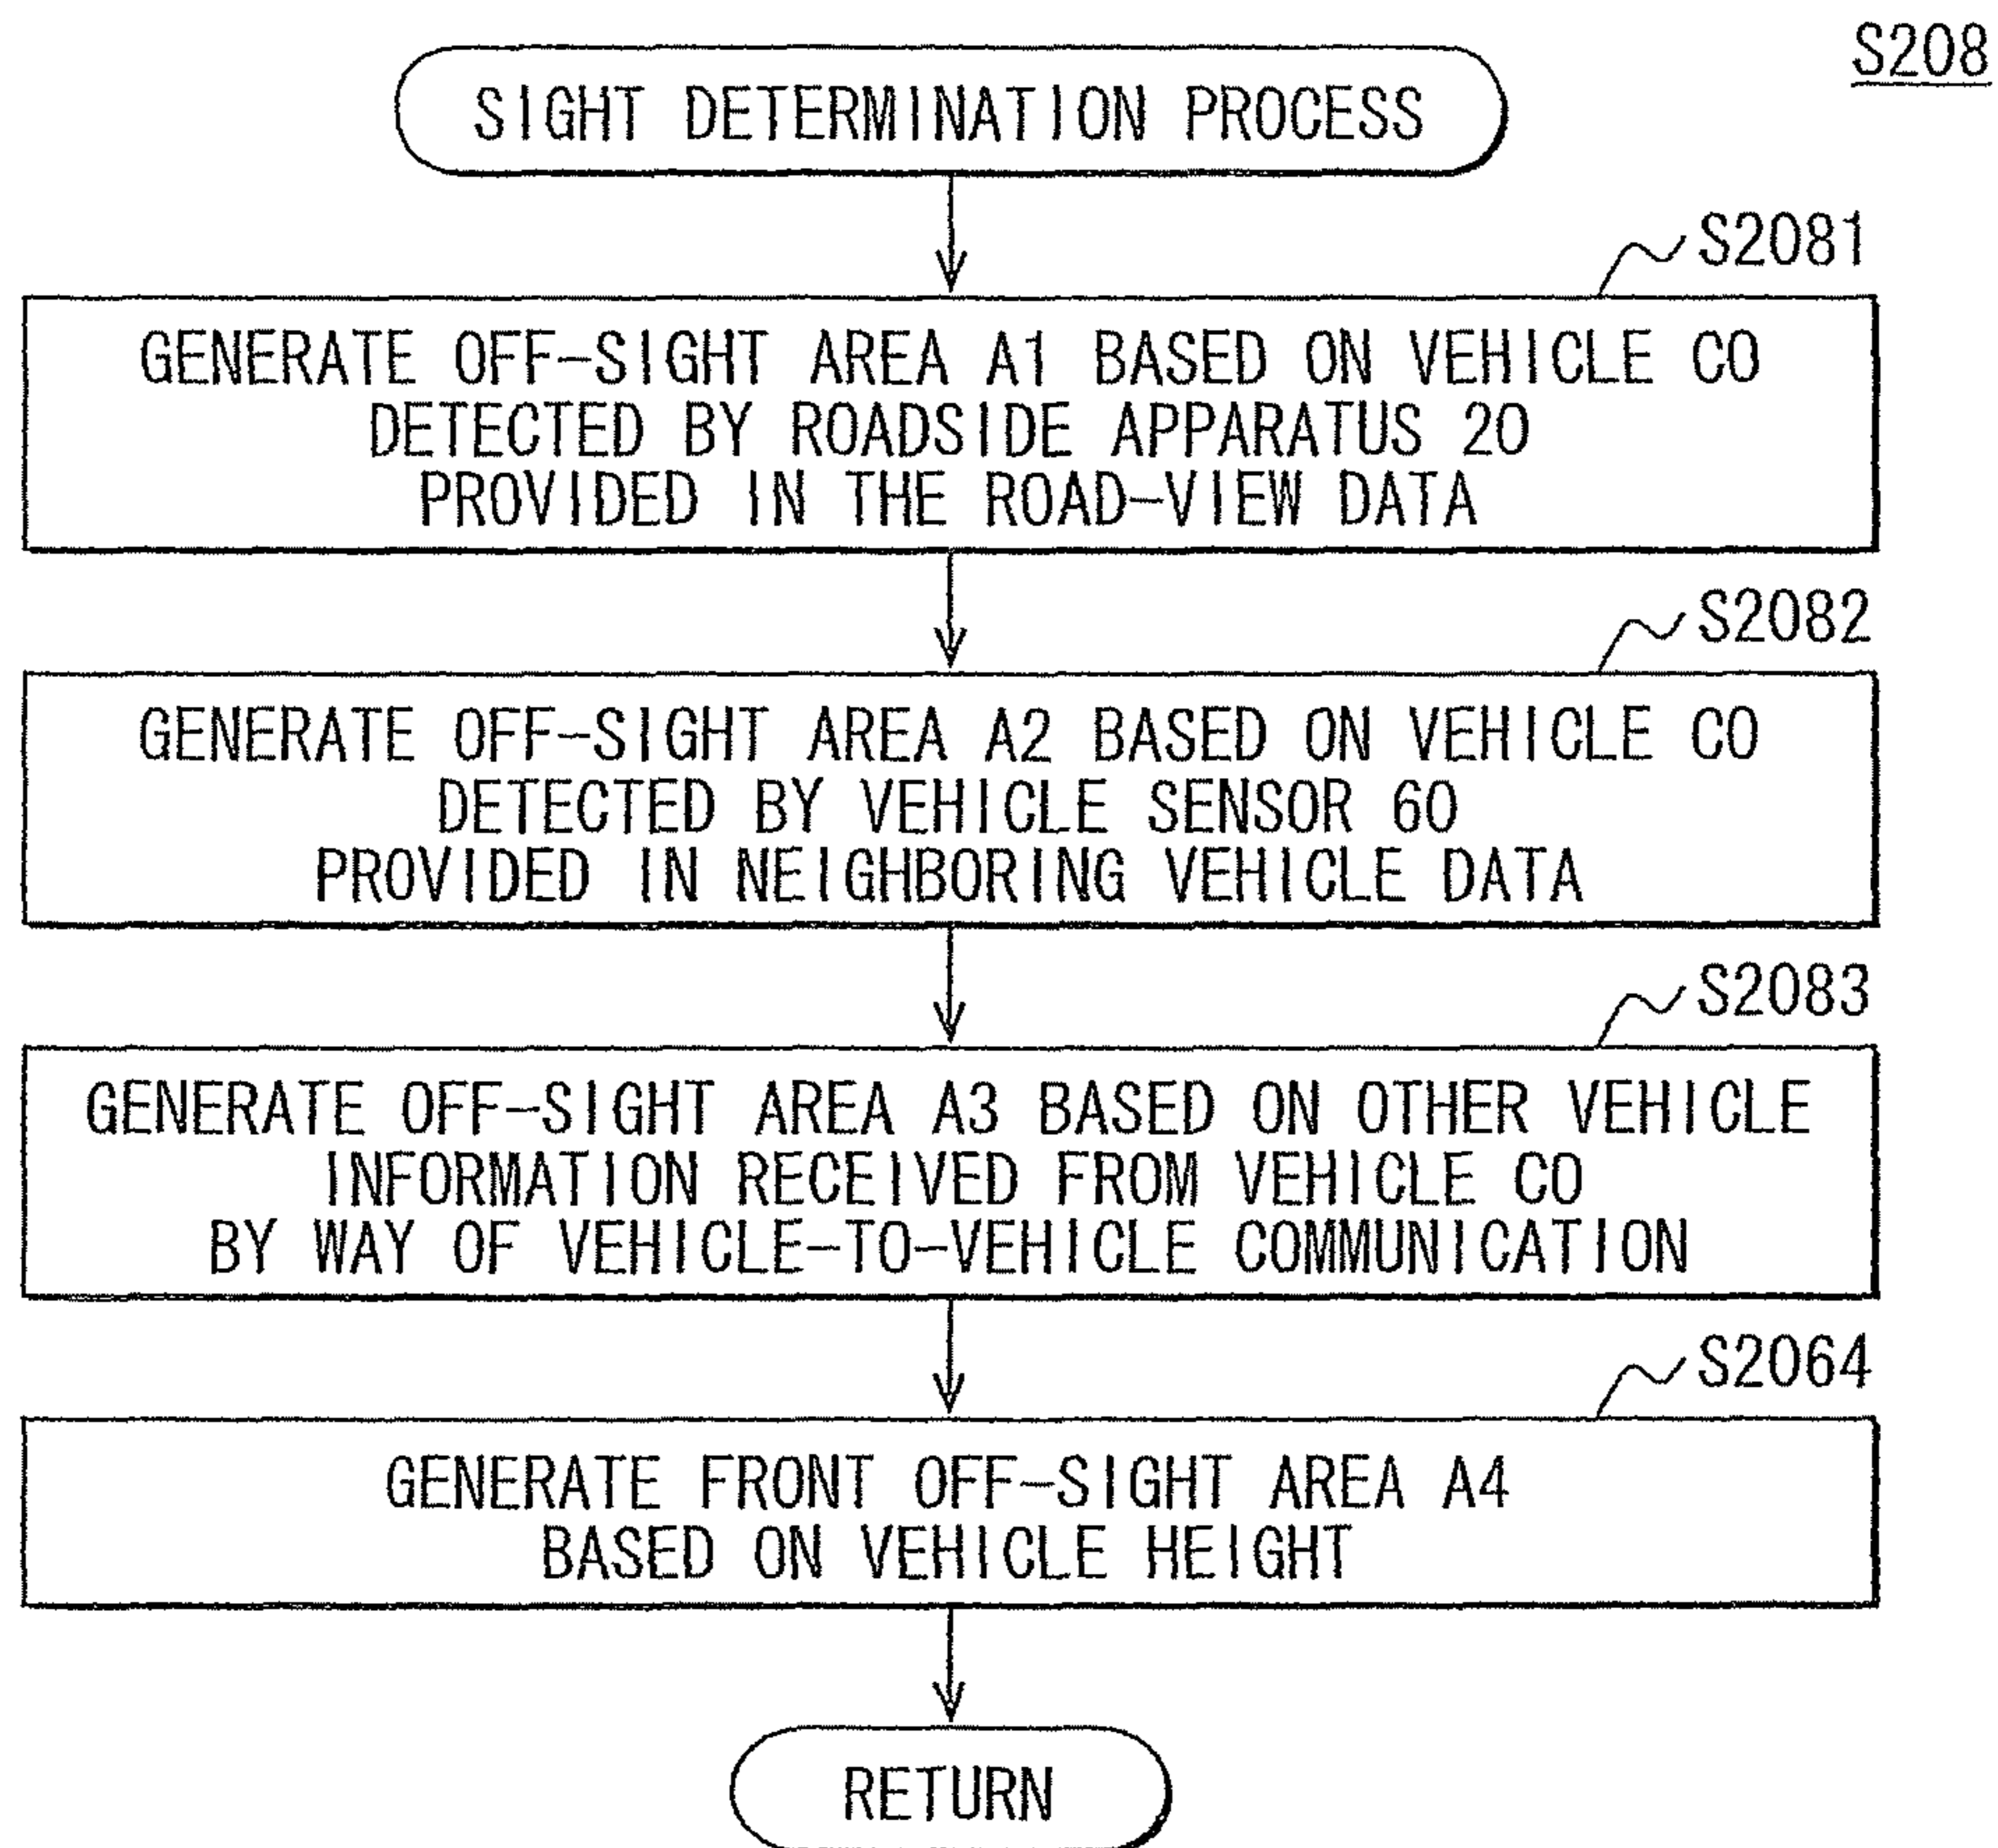 S208
SIGHT DETERMINATION PROCESS
S2081
GENERATE OFF-SIGHT AREA A1 BASED ON VEHICLE CO
DETECTED BY ROADSIDE APPARATUS 20
PROVIDED IN THE ROAD-VIEW DATA
S2082
GENERATE OFF-SIGHT AREA A2 BASED ON VEHICLE CO
DETECTED BY VEHICLE SENSOR 60
PROVIDED IN NEIGHBORING VEHICLE DATA
S2083
GENERATE OFF-SIGHT AREA A3 BASED ON OTHER VEHICLE
INFORMATION RECEIVED FROM VEHICLE CO
BY WAY OF VEHICLE-TO-VEHICLE COMMUNICATION
S2064
GENERATE FRONT OFF-SIGHT AREA A4
BASED ON VEHICLE HEIGHT
RETURN